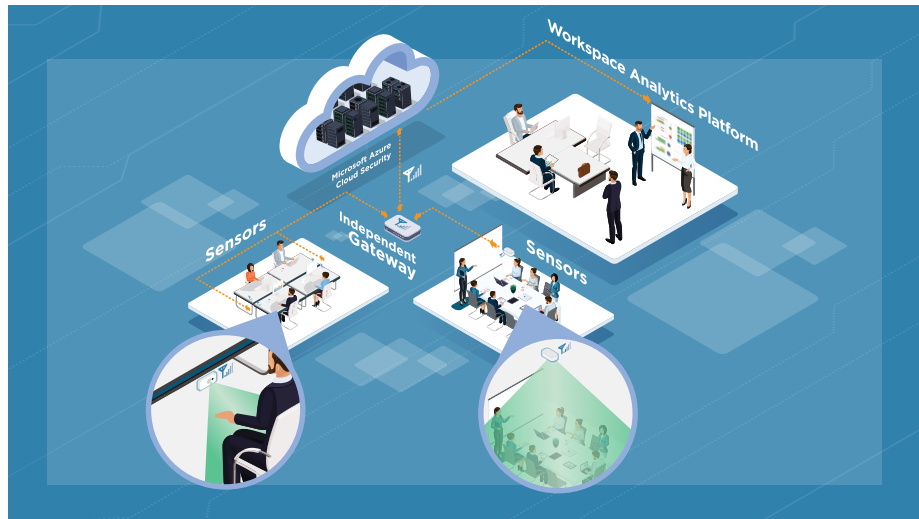 Workspace Analytics Platform
Microsoft Azure
Cloud Security
Independent
Gateway
Sensors
Sensors